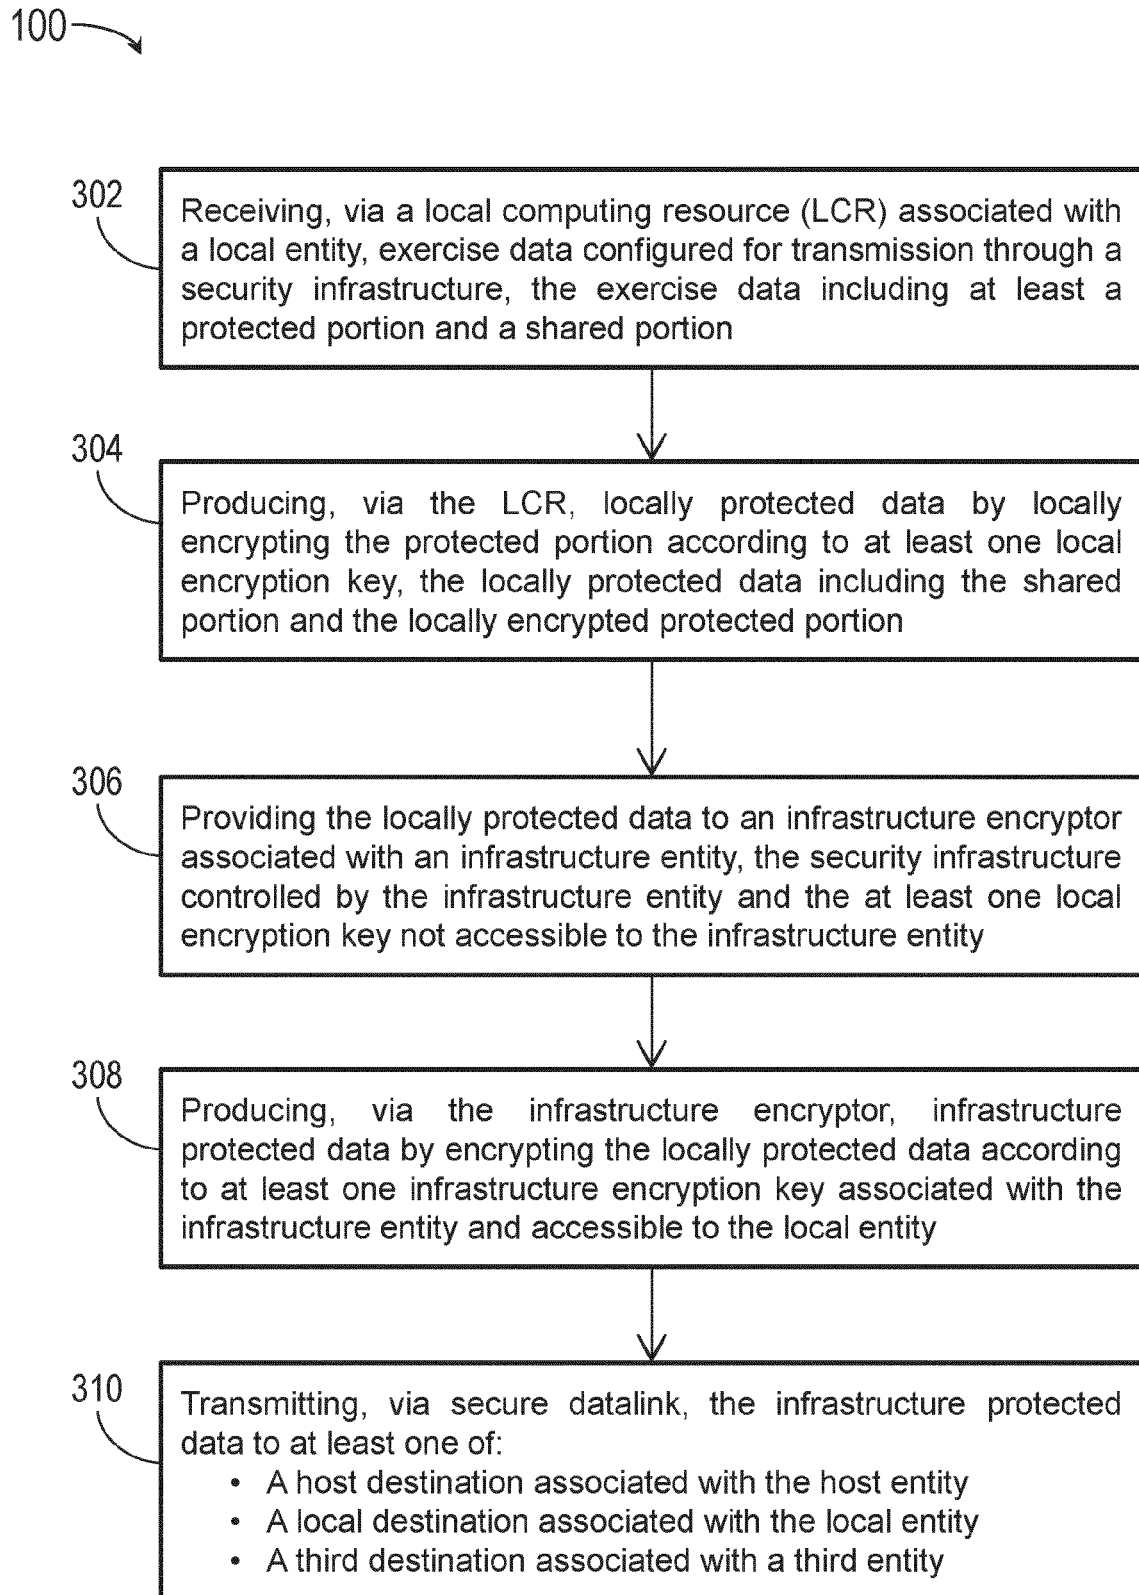 100
302
Receiving, via a local computing resource (LCR) associated with
a local entity, exercise data configured for transmission through a
security infrastructure, the exercise data including at least a
protected portion and a shared portion
304
Producing, via the LCR, locally protected data by locally
encrypting the protected portion according to at least one local
encryption key, the locally protected data including the shared
portion and the locally encrypted protected portion
306
Providing the locally protected data to an infrastructure encryptor
associated with an infrastructure entity, the security infrastructure
controlled by the infrastructure entity and the at least one local
encryption key not accessible to the infrastructure entity
308
Producing, via the infrastructure encryptor, infrastructure
protected data by encrypting the locally protected data according
to at least one infrastructure encryption key associated with the
infrastructure entity and accessible to the local entity
310
Transmitting, via secure datalink, the infrastructure protected
data to at least one of:
• A host destination associated with the host entity
• A local destination associated with the local entity
• A third destination associated with a third entity